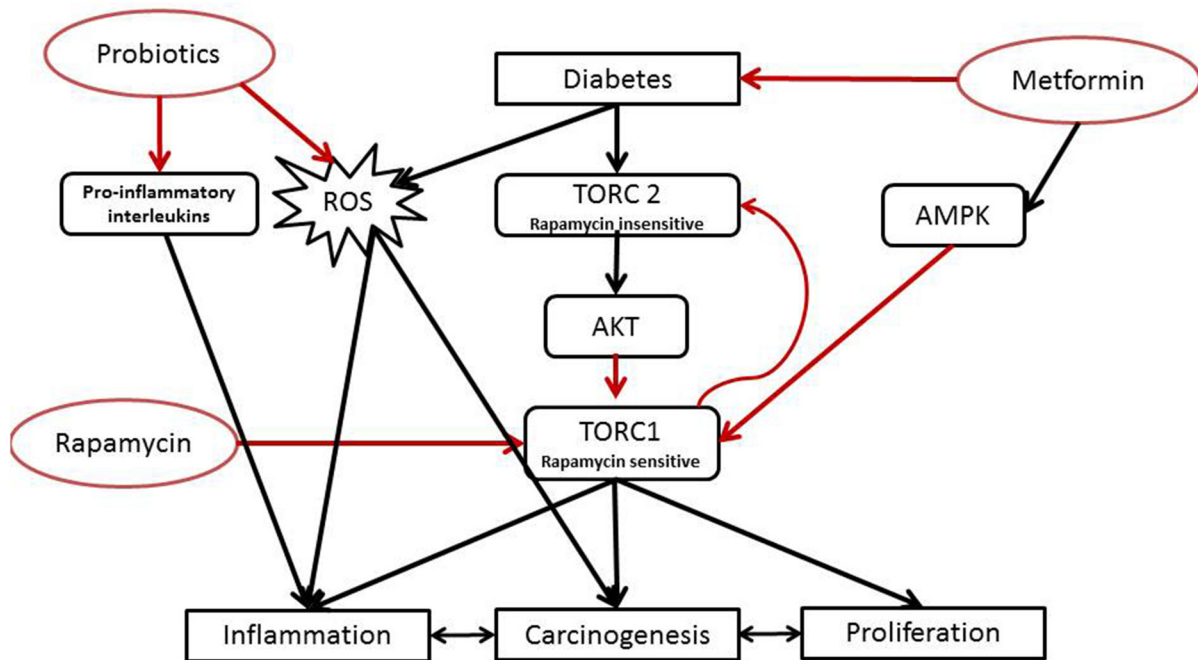 Probiotics
Diabetes
Metformin
Pro-inflammatory
interleukins
ROS
TORC 2
Rapamycin insensitive
AMPK
AKT
Rapamycin
TORC1
Rapamycin sensitive
Inflammation
Carcinogenesis
Proliferation